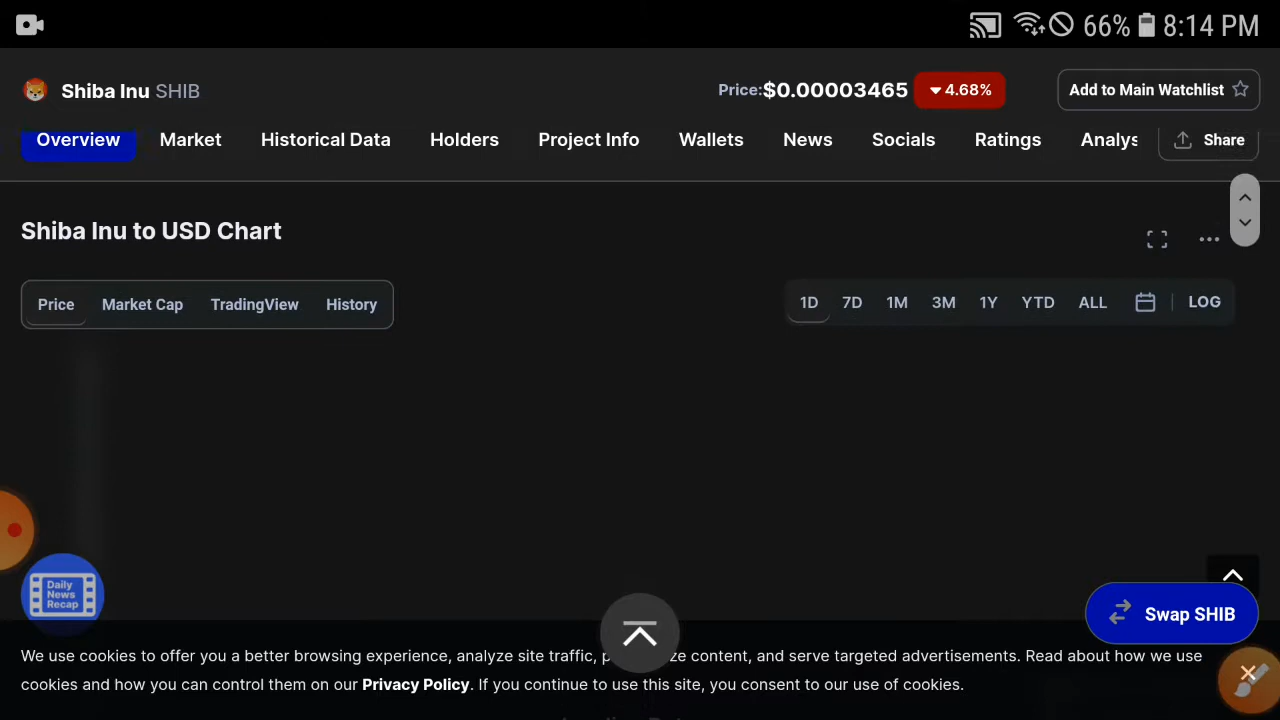 66% 8:14 PM
Shiba Inu SHIB Price:$0.00003465 4.68% Add to Main Watchlist
Overview Market Historical Data Holders Project Info Wallets News Socials Ratings Analys Share
Shiba Inu to USD Chart
Price Market Cap TradingView History 1D 7D 1M 3M 1Y YTD ALL LOG
Daily
News
Recap
Swap SHIB
We use cookies to offer you a better browsing experience, analyze site traffic, content, and serve targeted advertisements. Read about how we use
cookies and how you can control them on our Privacy Policy. If you continue to use this site, you consent to our use of cookies.